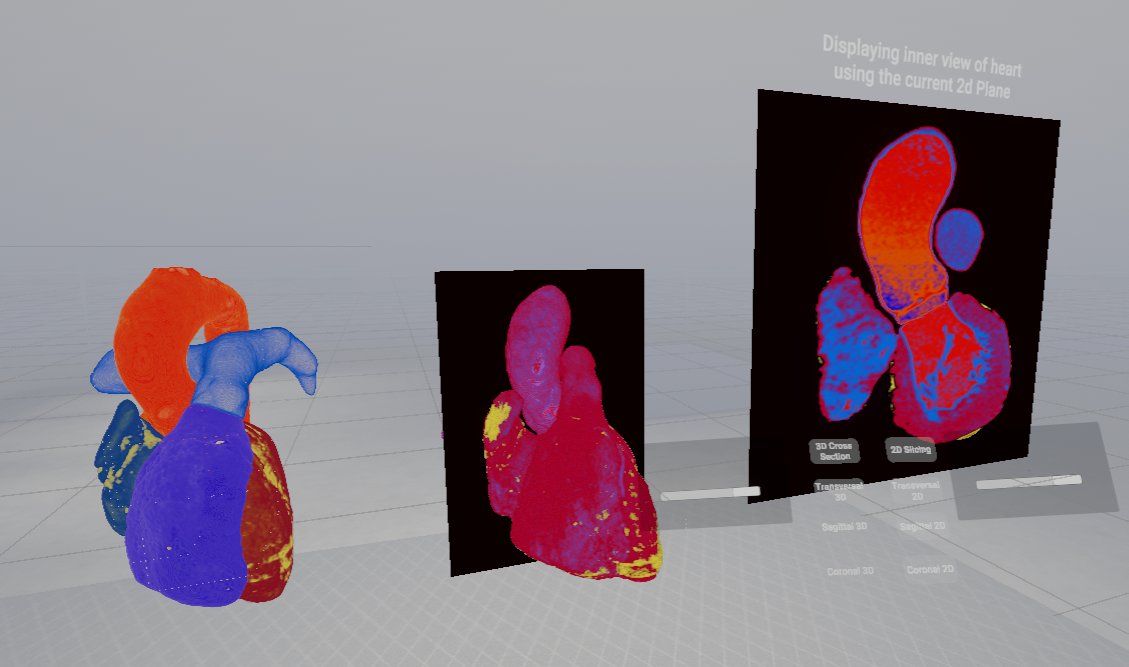 Displaying inner view of heart
using the current 2d Plane
3D Cross
Section
2D Slicing
Transversal
3D
Transversal
2D
Sagittal 3D
Sagittal 2D
Coronal 3D
Coronal 2D